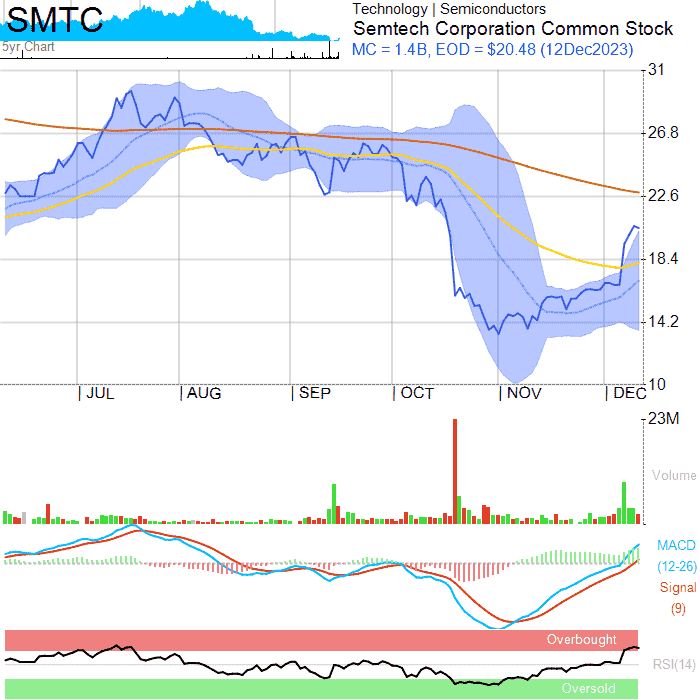 SMTC
5yr Chart
Technology | Semiconductors
Semtech Corporation Common Stock
MC = 1.4B, EOD = $20.48 (12Dec2023)
31
26.8
22.6
18.4
14.2
10
JUL AUG SEP OCT NOV DEC
23M
Volume
MACD
(12-26)
Signal
(9)
Overbought
RSI(14)
Oversold